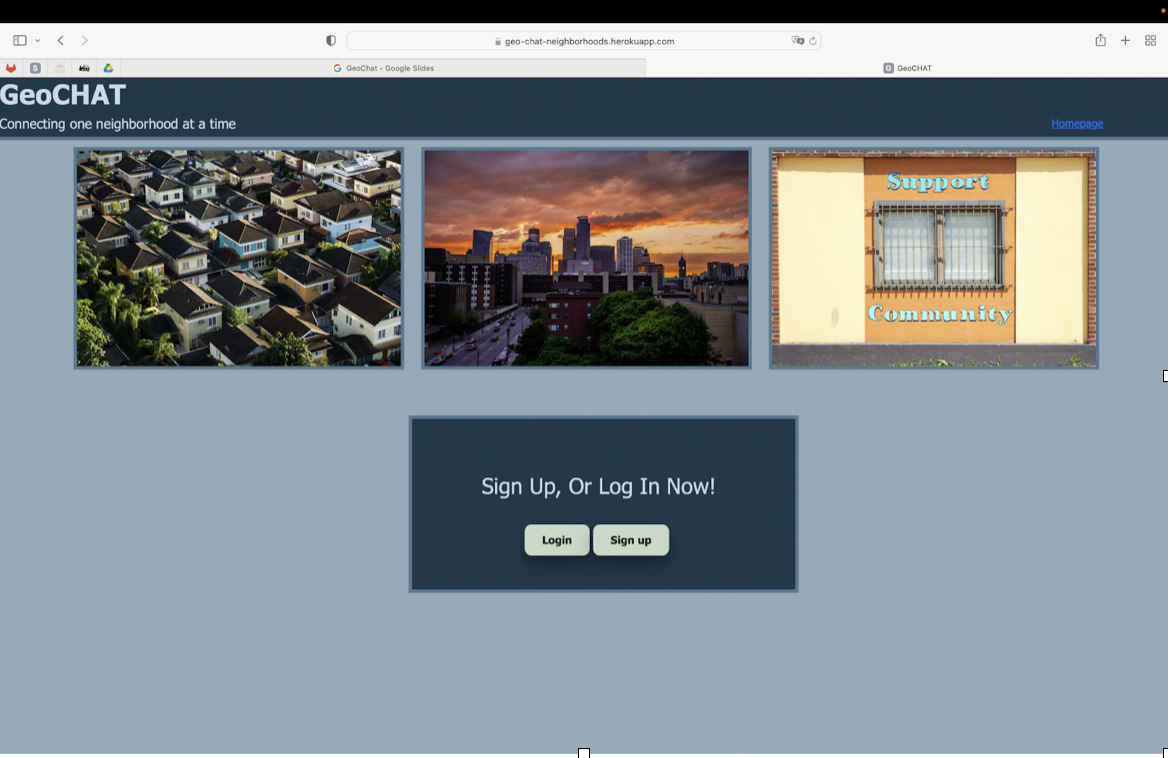 geo-chat-neighborhoods.herokuapp.com
S
GeoChat - Google Slides
G GeoCHAT
GeoCHAT
Connecting one neighborhood at a time
Homepage
Support
Community
Sign Up, Or Log In Now!
Login
Sign up